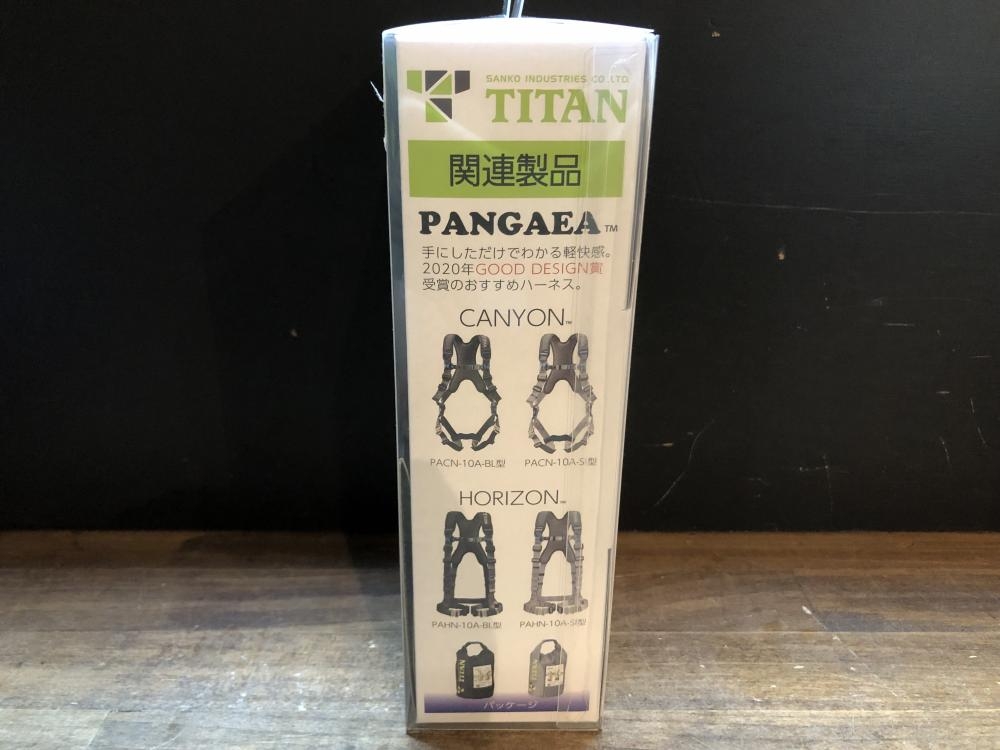 SANKO INDUSTRIES CO.,LTD.
TITAN
関連製品
PANGAEA™
手にしただけでわかる軽快感。
2020年GOOD DESIGN賞
受賞のおすすめハーネス。
CANYON™
PACN-10A-BL型 PACN-10A-SI型
HORIZON™
PAHN-10A-BL型 PAHN-10A-SI型
TITAN TITAN
パッケージ